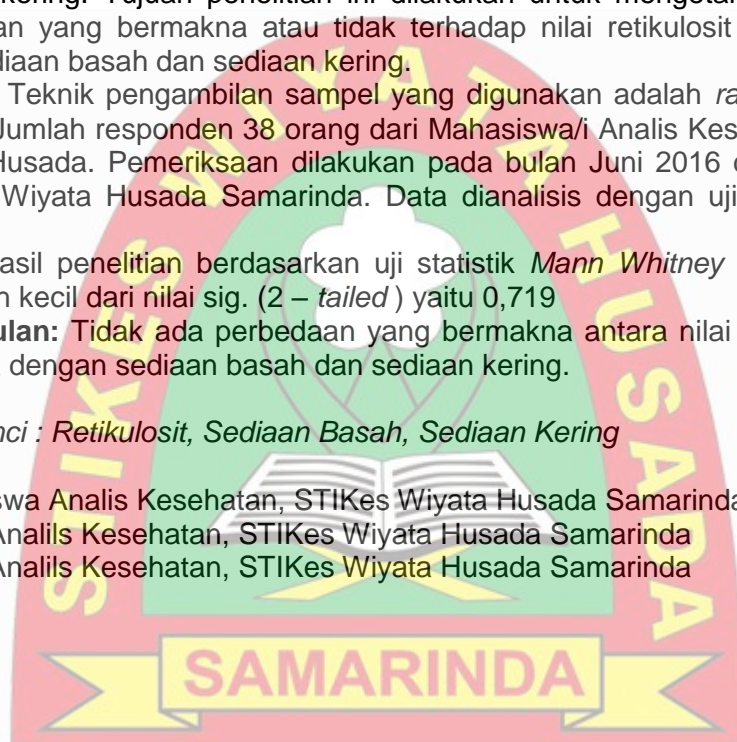 kering. Tujuan penelitian ini dilakukan untuk
an yang bermakna atau tidak terhadap nilai retikulosit
diaan basah dan sediaan kering.
Teknik pengambilan sampel yang digunakan adalah
Jumlah responden 38 orang dari Mahasiswa/i Analis
Husada. Pemeriksaan dilakukan pada bulan Juni 2016
Wiyata Husada Samarinda. Data dianalisis dengan uji
asil penelitian berdasarkan uji statistik Mann Whitney
kecil dari nilai sig. (2 – tailed ) yaitu 0,719
ulan: Tidak ada perbedaan yang bermakna antara nilai
dengan sediaan basah dan sediaan kering.
nci : Retikulosit, Sediaan Basah, Sediaan Kering
swa Analis Kesehatan, STIKes Wiyata Husada Samarinda
Analils Kesehatan, STIKes Wiyata Husada Samarinda
Analils Kesehatan, STIKes Wiyata Husada Samarinda
STIKES WIYATA HUSADA
SAMARINDA